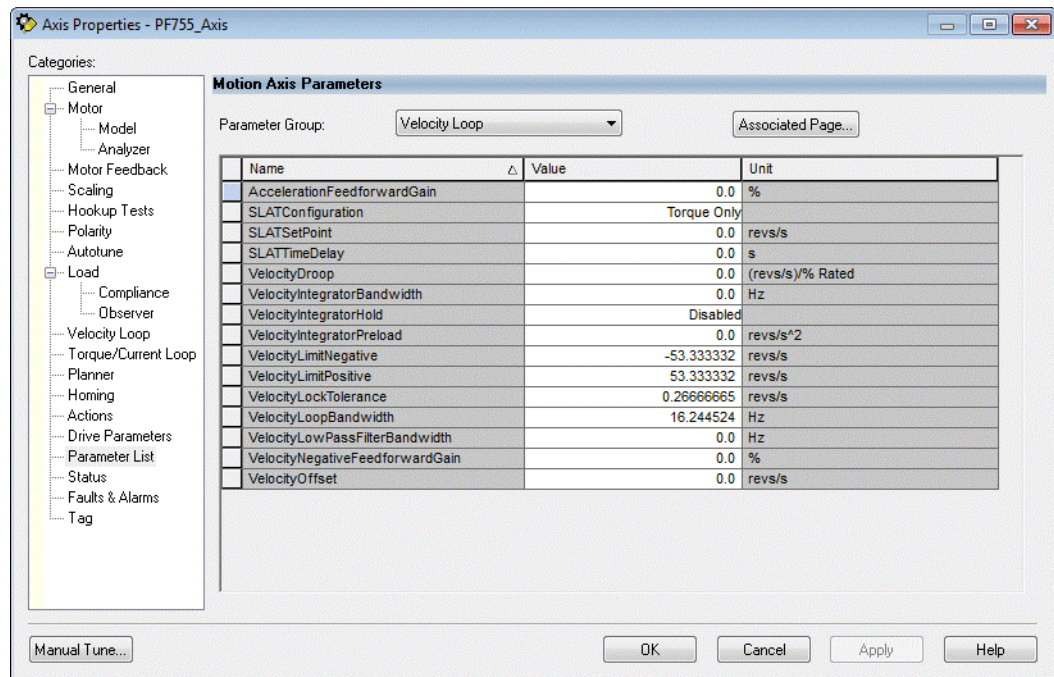 Axis Properties - PF755_Axis
Categories:
General
Motor
Model
Analyzer
Motor Feedback
Scaling
Hookup Tests
Polarity
Autotune
Load
Compliance
Observer
Velocity Loop
Torque/Current Loop
Planner
Homing
Actions
Drive Parameters
Parameter List
Status
Faults & Alarms
Tag
Motion Axis Parameters
Parameter Group: Velocity Loop Associated Page...
Name Value Unit
AccelerationFeedforwardGain 0.0 %
SLATConfiguration Torque Only
SLATSetPoint 0.0 revs/s
SLATTimeDelay 0.0 s
VelocityDroop 0.0 (revs/s)/% Rated
VelocityIntegratorBandwidth 0.0 Hz
VelocityIntegratorHold Disabled
VelocityIntegratorPreload 0.0 revs/s^2
VelocityLimitNegative -53.333332 revs/s
VelocityLimitPositive 53.333332 revs/s
VelocityLockTolerance 0.26666665 revs/s
VelocityLoopBandwidth 16.244524 Hz
VelocityLowPassFilterBandwidth 0.0 Hz
VelocityNegativeFeedforwardGain 0.0 %
VelocityOffset 0.0 revs/s
Manual Tune... OK Cancel Apply Help